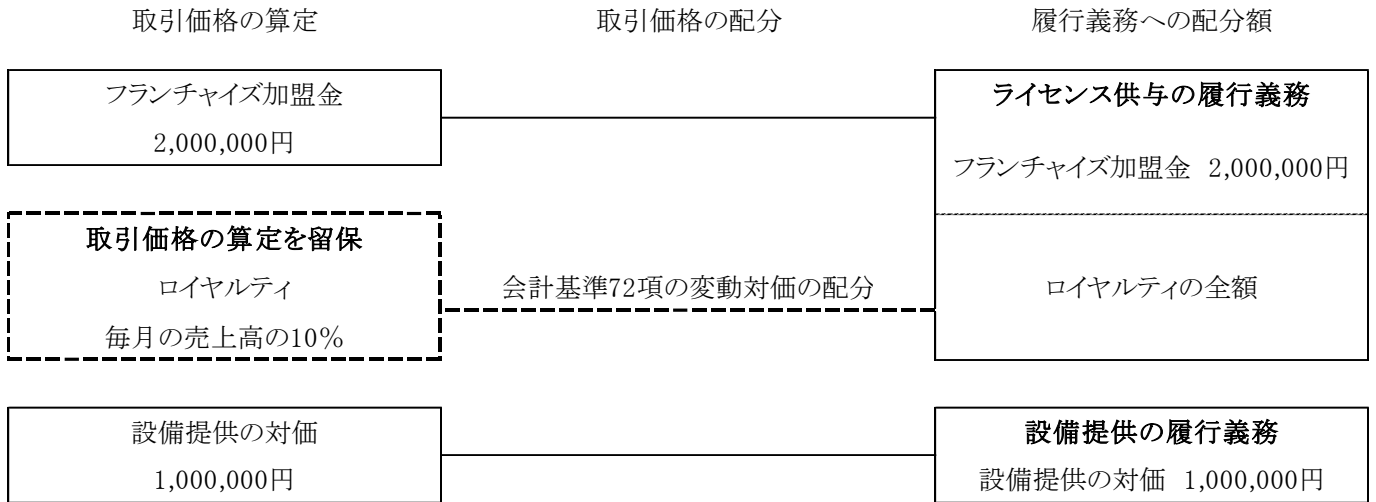 取引価格の算定
取引価格の配分
履行義務への配分額
フランチャイズ加盟金
2,000,000円
ライセンス供与の履行義務
フランチャイズ加盟金 2,000,000円
取引価格の算定を留保
ロイヤルティ
毎月の売上高の10%
会計基準72項の変動対価の配分
ロイヤルティの全額
設備提供の対価
1,000,000円
設備提供の履行義務
設備提供の対価 1,000,000円